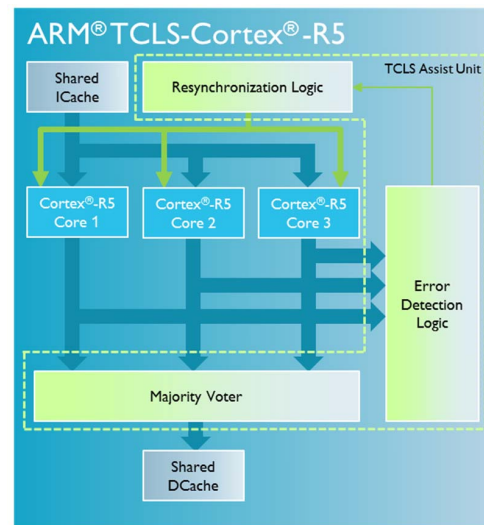 ARM® TCLS-Cortex®-R5
Shared
ICache
Resynchronization Logic
TCLS Assist Unit
Cortex®-R5
Core 1
Cortex®-R5
Core 2
Cortex®-R5
Core 3
Error
Detection
Logic
Majority Voter
Shared
DCache